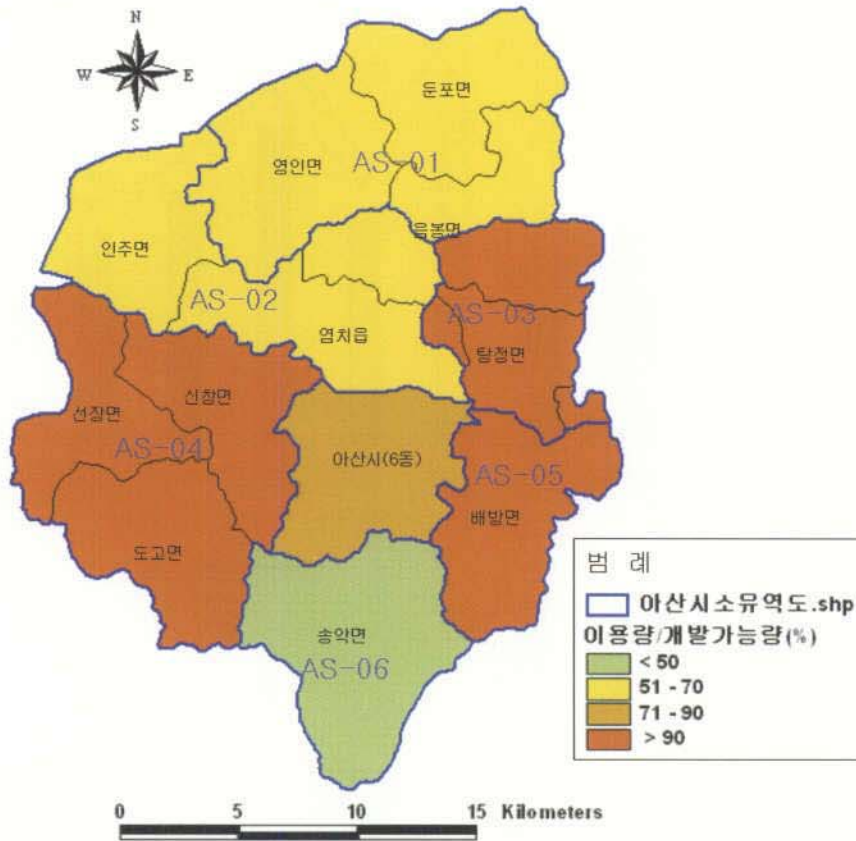 N
W E
S
둔포면
영인면
AS-01
음봉면
인주면
AS-02
AS-03
염치읍
탕정면
선장면
신창면
AS-04
아산시(6동)
AS-05
배방면
도고면
송악면
AS-06
범 례
아산시소유역도.shp
이용량/개발가능량(%)
< 50
51 - 70
71 - 90
> 90
0 5 10 15 Kilometers